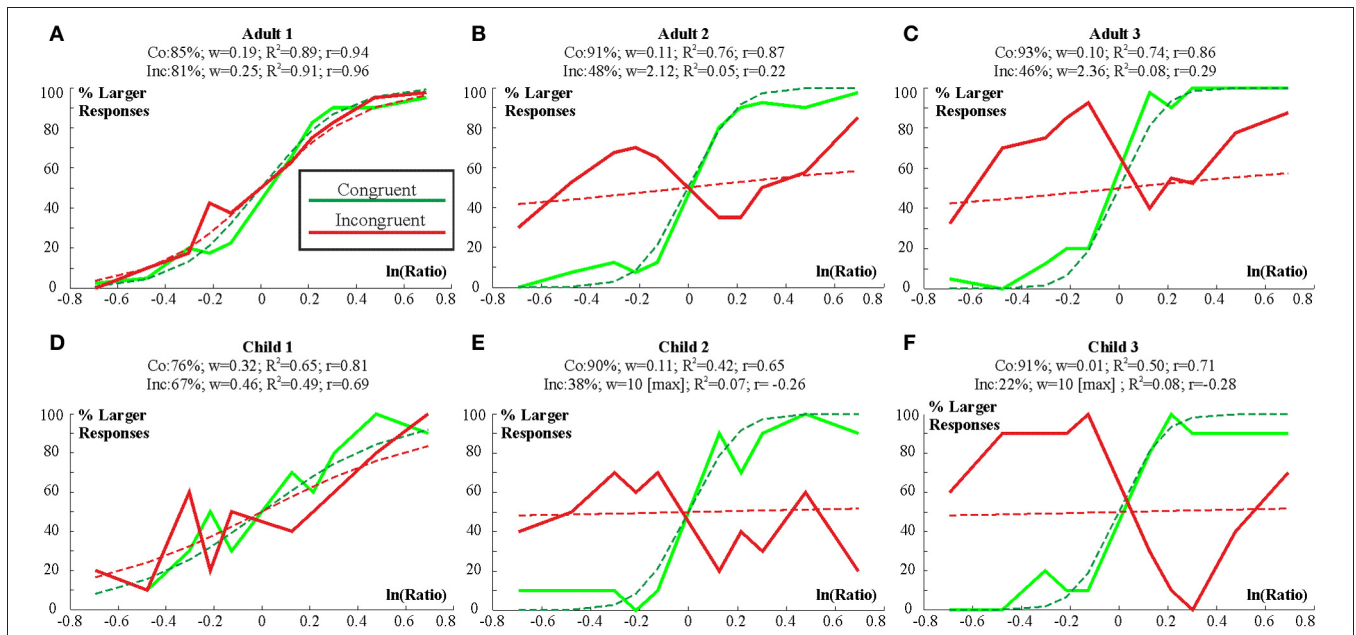 A
Adult 1
Co:85%; w=0.19; R²=0.89; r=0.94
Inc:81%; w=0.25; R²=0.91; r=0.96
% Larger
Responses
100
80
60
40
20
0
Congruent
Incongruent
ln(Ratio)
-0.8 -0.6 -0.4 -0.2 0 0.2 0.4 0.6 0.8
B
Adult 2
Co:91%; w=0.11; R²=0.76; r=0.87
Inc:48%; w=2.12; R²=0.05; r=0.22
% Larger
Responses
100
80
60
40
20
0
ln(Ratio)
-0.8 -0.6 -0.4 -0.2 0 0.2 0.4 0.6 0.8
C
Adult 3
Co:93%; w=0.10; R²=0.74; r=0.86
Inc:46%; w=2.36; R²=0.08; r=0.29
% Larger
Responses
100
80
60
40
20
0
ln(Ratio)
-0.8 -0.6 -0.4 -0.2 0 0.2 0.4 0.6 0.8
D
Child 1
Co:76%; w=0.32; R²=0.65; r=0.81
Inc:67%; w=0.46; R²=0.49; r=0.69
% Larger
Responses
100
80
60
40
20
0
ln(Ratio)
-0.8 -0.6 -0.4 -0.2 0 0.2 0.4 0.6 0.8
E
Child 2
Co:90%; w=0.11; R²=0.42; r=0.65
Inc:38%; w=10 [max]; R²=0.07; r= -0.26
% Larger
Responses
100
80
60
40
20
0
ln(Ratio)
-0.8 -0.6 -0.4 -0.2 0 0.2 0.4 0.6 0.8
F
Child 3
Co:91%; w=0.01; R²=0.50; r=0.71
Inc:22%; w=10 [max] ; R²=0.08; r=-0.28
% Larger
Responses
100
80
60
40
20
0
ln(Ratio)
-0.8 -0.6 -0.4 -0.2 0 0.2 0.4 0.6 0.8